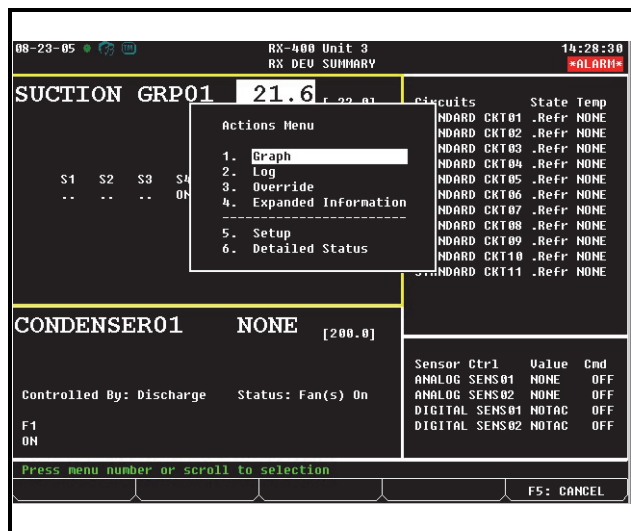 08-23-05 RX-400 Unit 3 14:28:30
RX DEV SUMMARY *ALARM*
SUCTION GRP01 21.6
Circuits State Temp
NDARD CKT01 .Refr NONE
NDARD CKT02 .Refr NONE
NDARD CKT03 .Refr NONE
NDARD CKT04 .Refr NONE
NDARD CKT05 .Refr NONE
NDARD CKT06 .Refr NONE
NDARD CKT07 .Refr NONE
NDARD CKT08 .Refr NONE
NDARD CKT09 .Refr NONE
NDARD CKT10 .Refr NONE
STANDARD CKT11 .Refr NONE
S1 S2 S3 S4
.. .. .. ON
Actions Menu
1. Graph
2. Log
3. Override
4. Expanded Information
------------------------
5. Setup
6. Detailed Status
CONDENSER01 NONE [200.0]
Controlled By: Discharge Status: Fan(s) On
F1
ON
Sensor Ctrl Value Cmd
ANALOG SENS01 NONE OFF
ANALOG SENS02 NONE OFF
DIGITAL SENS01 NOTAC OFF
DIGITAL SENS02 NOTAC OFF
Press menu number or scroll to selection
F5: CANCEL